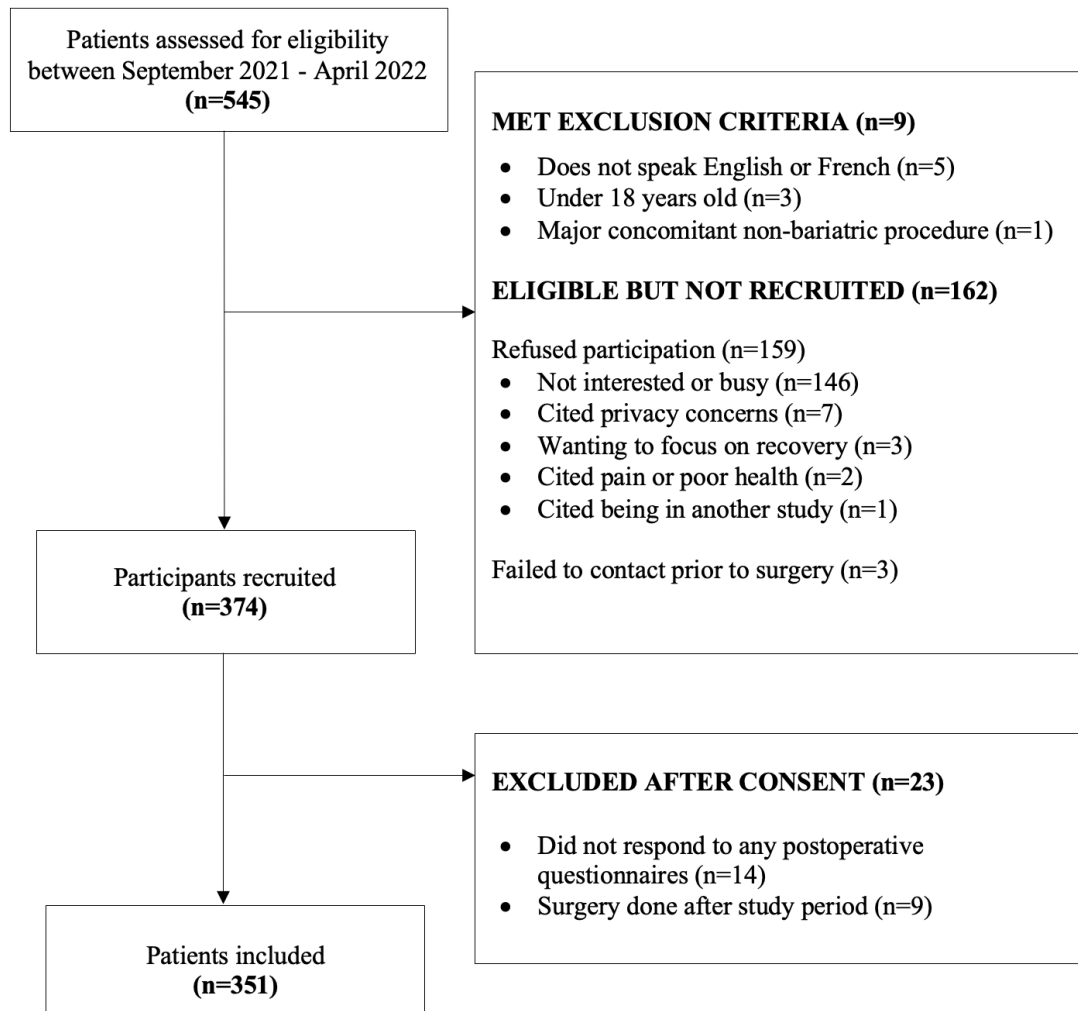 Patients assessed for eligibility
between September 2021 - April 2022
(n=545)
MET EXCLUSION CRITERIA (n=9)
• Does not speak English or French (n=5)
• Under 18 years old (n=3)
• Major concomitant non-bariatric procedure (n=1)
ELIGIBLE BUT NOT RECRUITED (n=162)
Refused participation (n=159)
• Not interested or busy (n=146)
• Cited privacy concerns (n=7)
• Wanting to focus on recovery (n=3)
• Cited pain or poor health (n=2)
• Cited being in another study (n=1)
Failed to contact prior to surgery (n=3)
Participants recruited
(n=374)
EXCLUDED AFTER CONSENT (n=23)
• Did not respond to any postoperative
questionnaires (n=14)
• Surgery done after study period (n=9)
Patients included
(n=351)